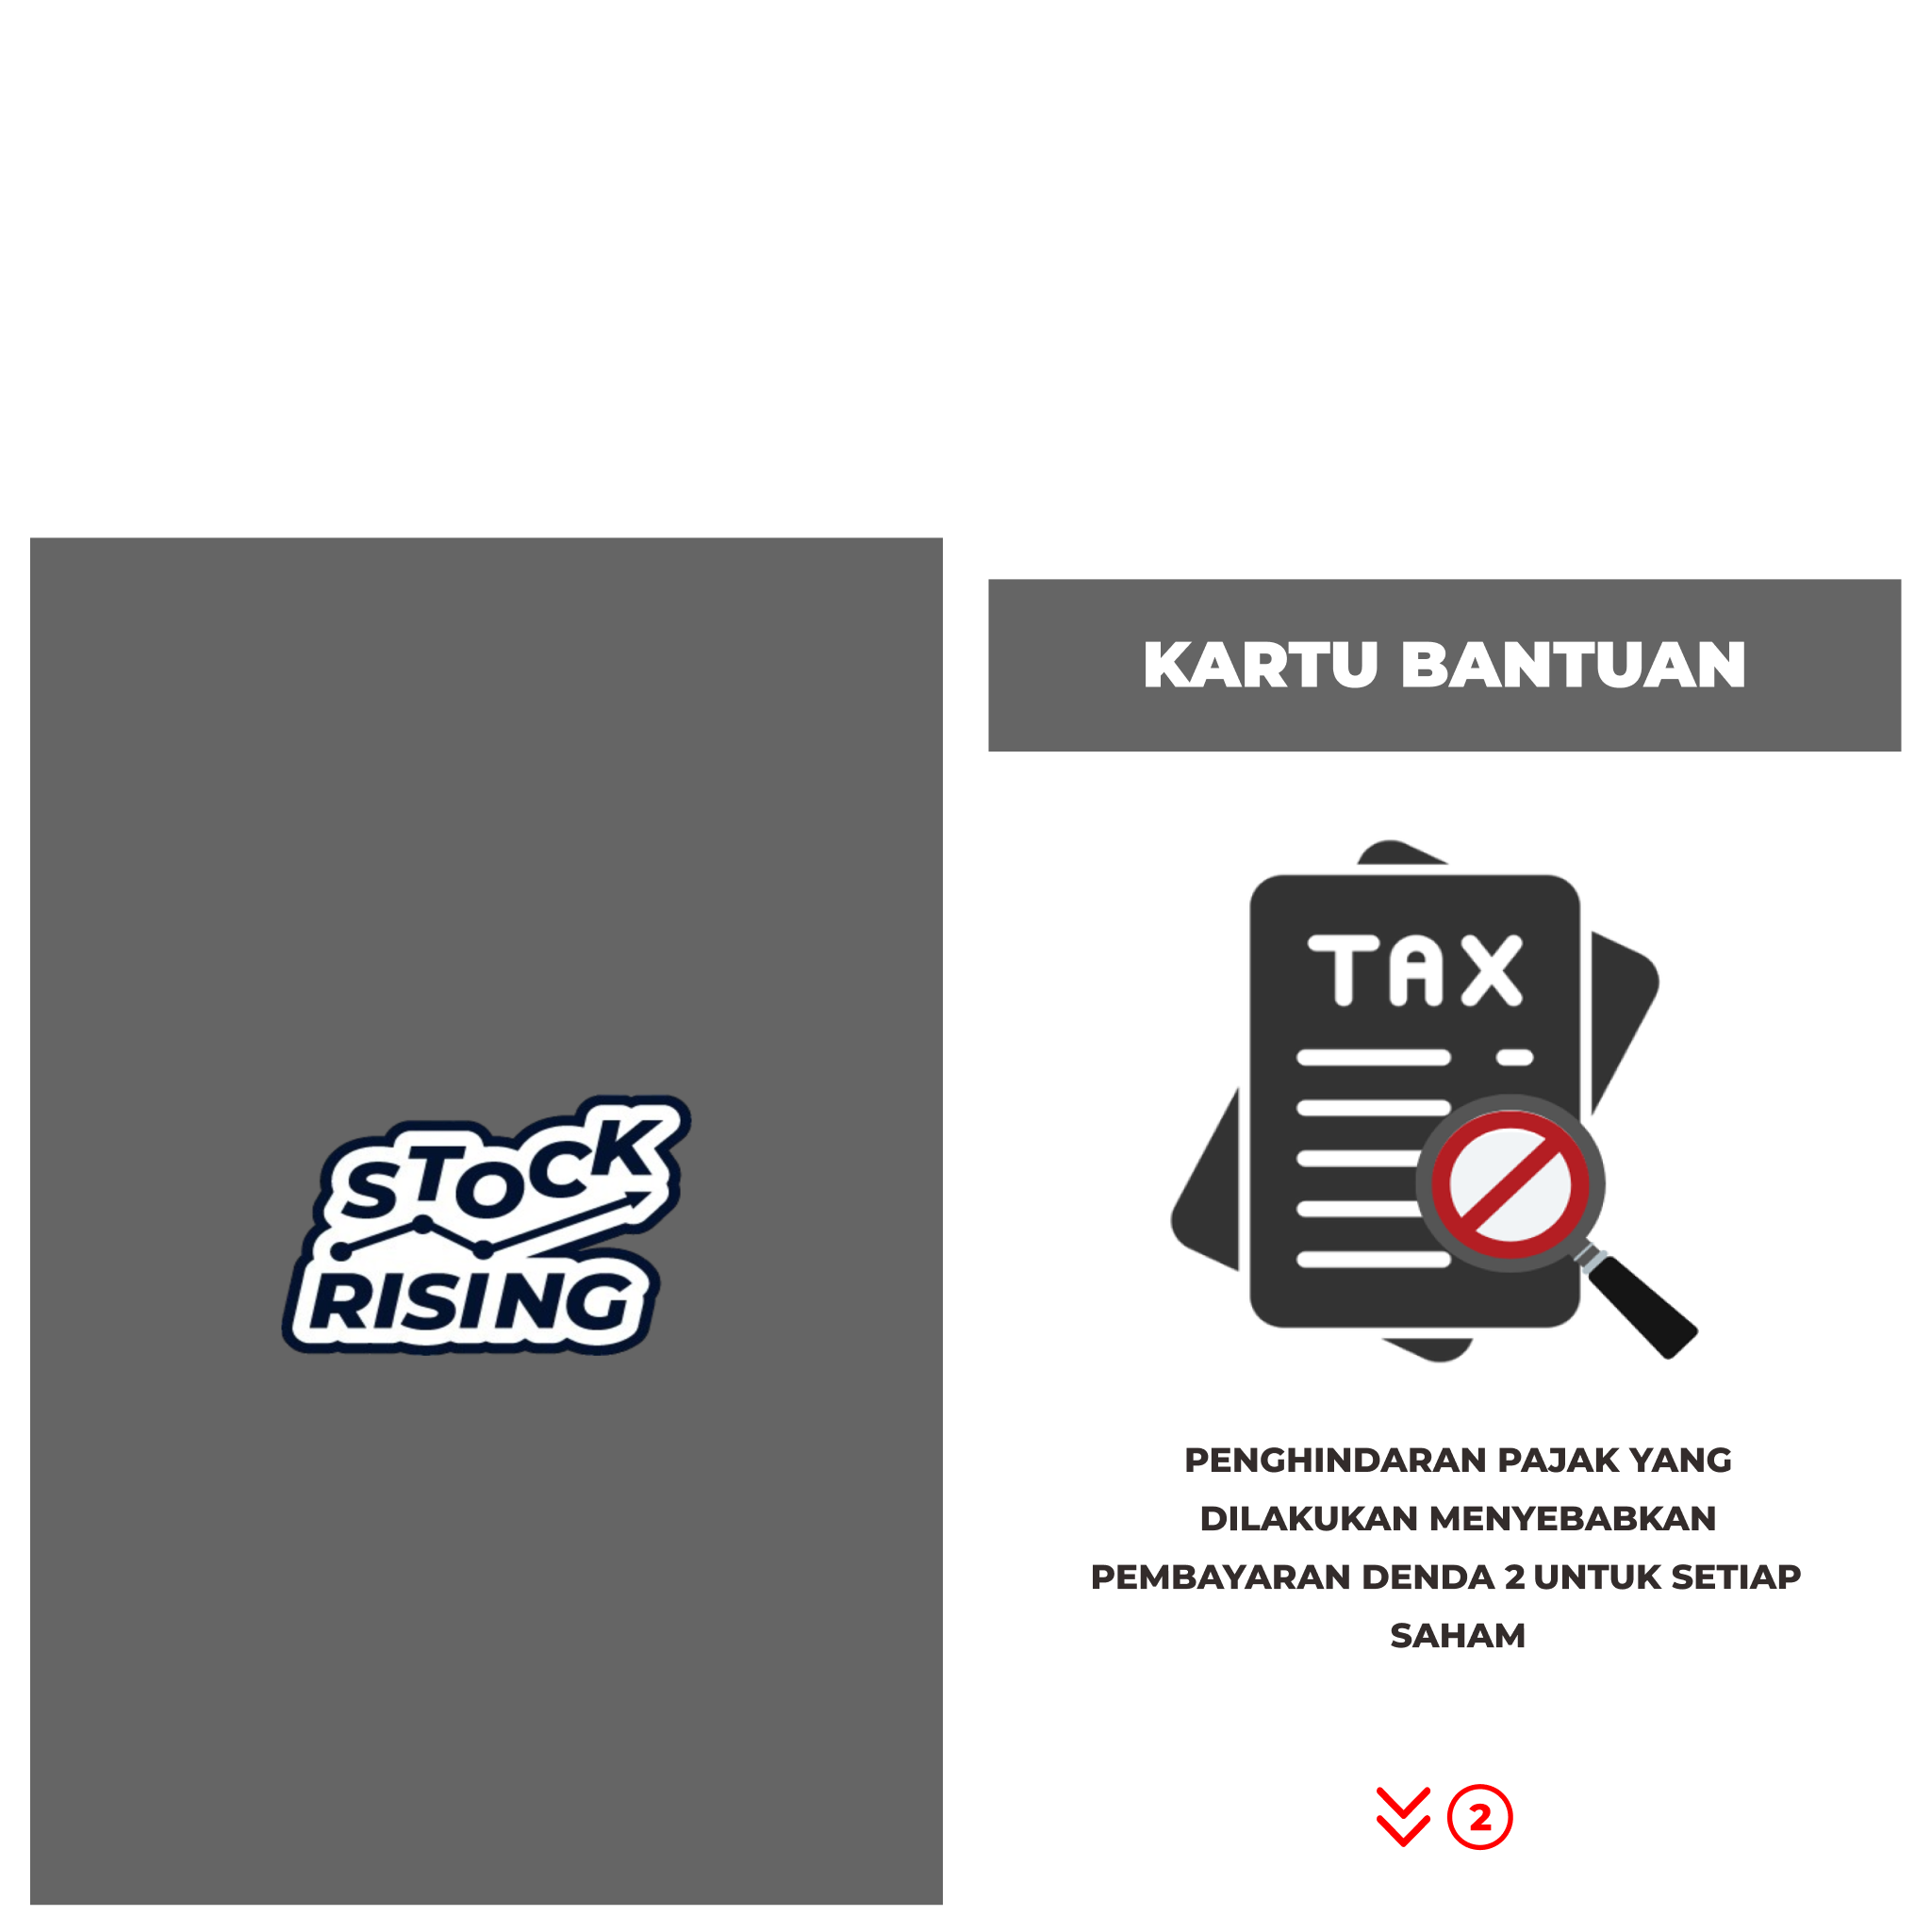 STOCK
RISING
KARTU BANTUAN
TAX
PENGHINDARAN PAJAK YANG
DILAKUKAN MENYEBABKAN
PEMBAYARAN DENDA 2 UNTUK SETIAP
SAHAM
2